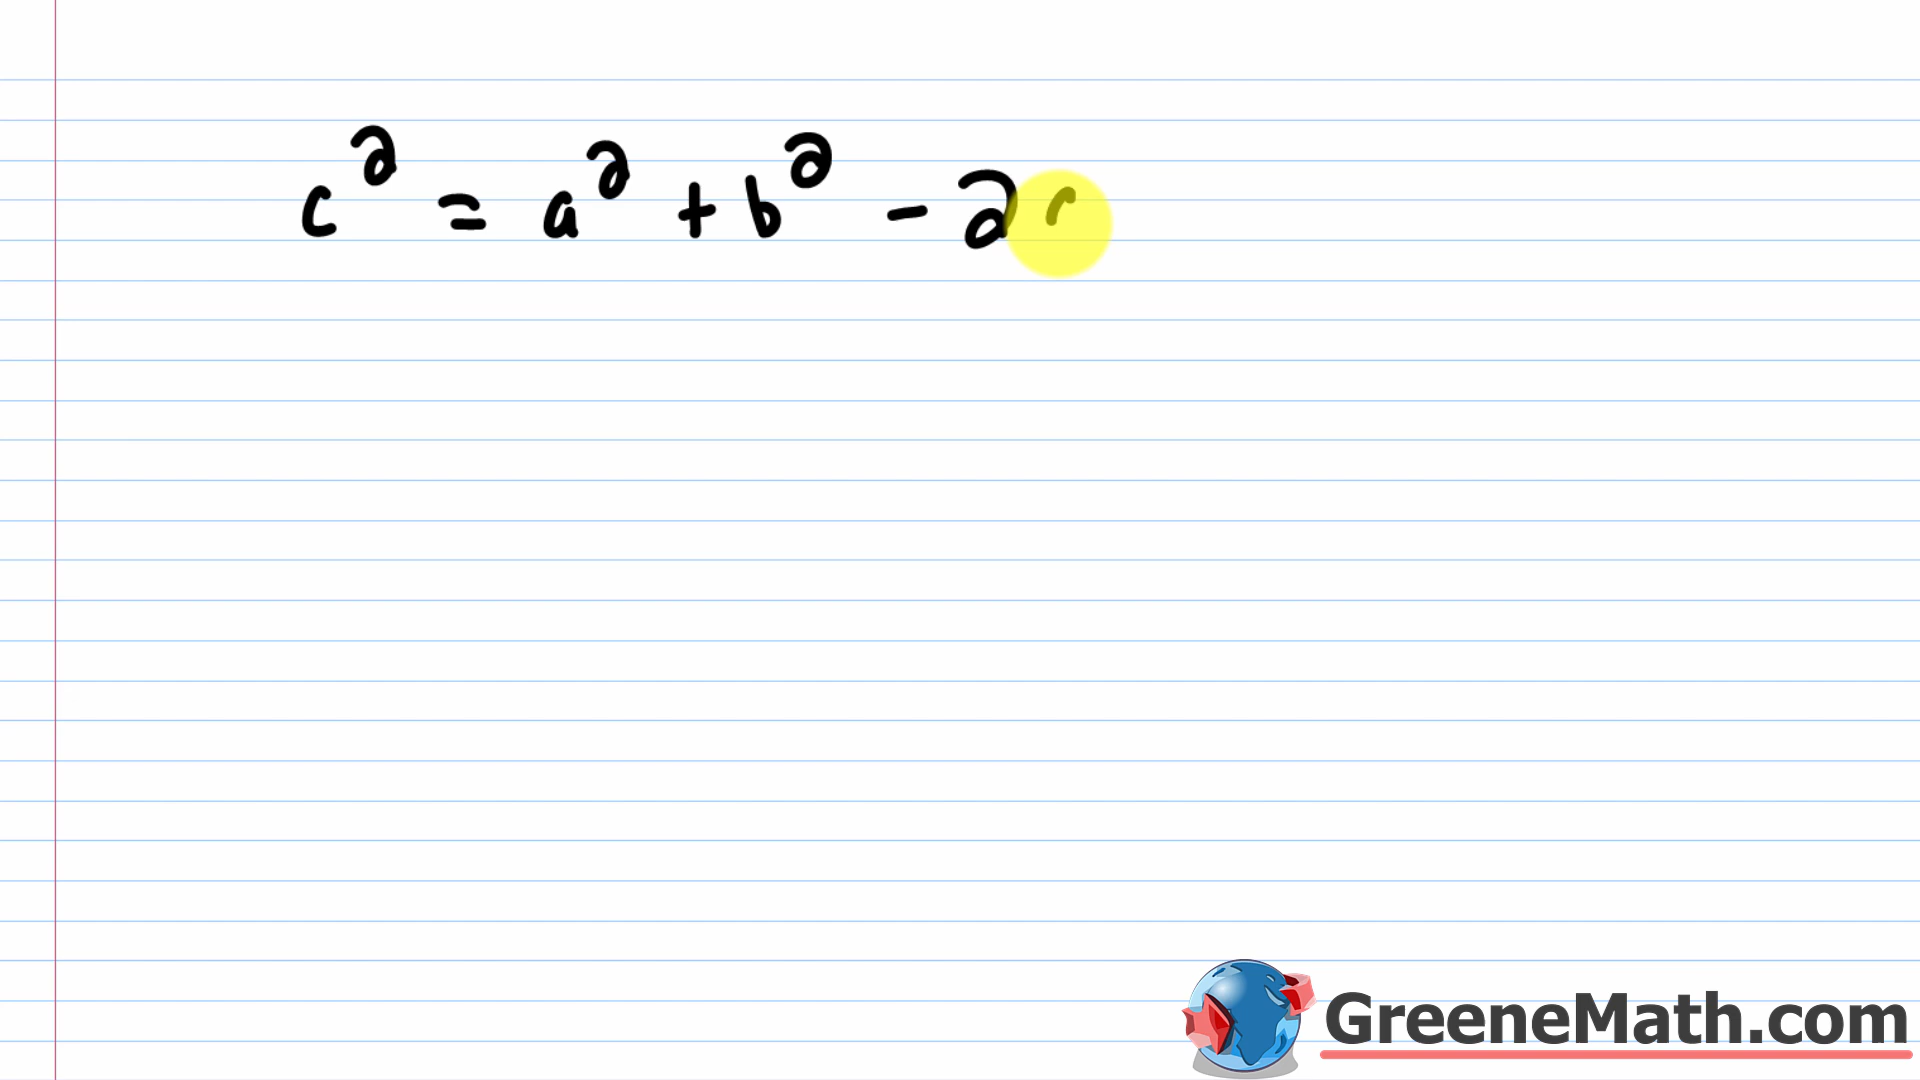 c² = a² + b² - 2
GreeneMath.com